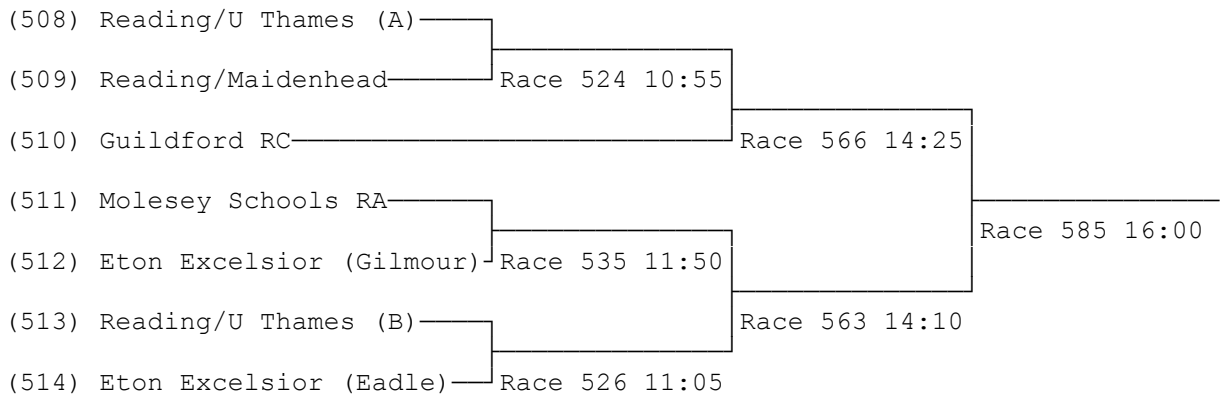 (508) Reading/U Thames (A)
(509) Reading/Maidenhead
Race 524 10:55
(510) Guildford RC
Race 566 14:25
(511) Molesey Schools RA
Race 585 16:00
(512) Eton Excelsior (Gilmour)
Race 535 11:50
(513) Reading/U Thames (B)
Race 563 14:10
(514) Eton Excelsior (Eadle)
Race 526 11:05